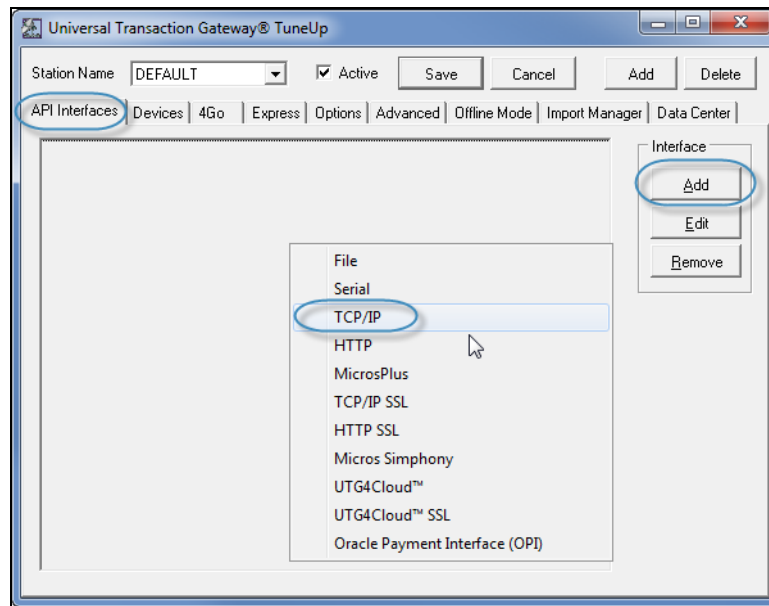 Universal Transaction Gateway® TuneUp
Station Name DEFAULT Active Save Cancel Add Delete
API Interfaces Devices 4Go Express Options Advanced Offline Mode Import Manager Data Center
Interface
Add
Edit
Remove
File
Serial
TCP/IP
HTTP
MicrosPlus
TCP/IP SSL
HTTP SSL
Micros Simphony
UTG4Cloud™
UTG4Cloud™ SSL
Oracle Payment Interface (OPI)